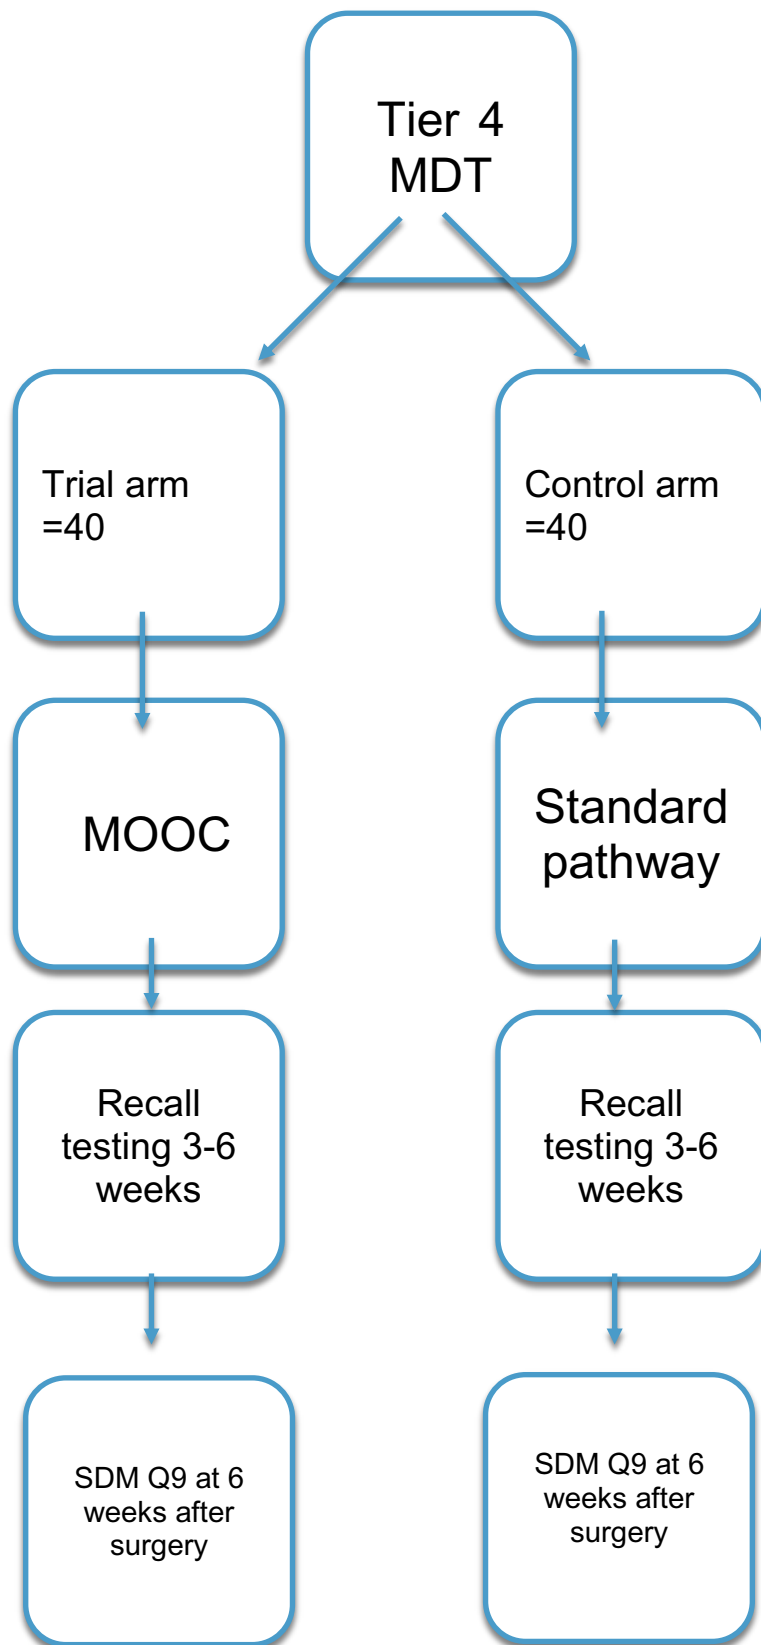 Tier 4
MDT
Trial arm
=40
Control arm
=40
MOOC
Standard
pathway
Recall
testing 3-6
weeks
Recall
testing 3-6
weeks
SDM Q9 at 6
weeks after
surgery
SDM Q9 at 6
weeks after
surgery